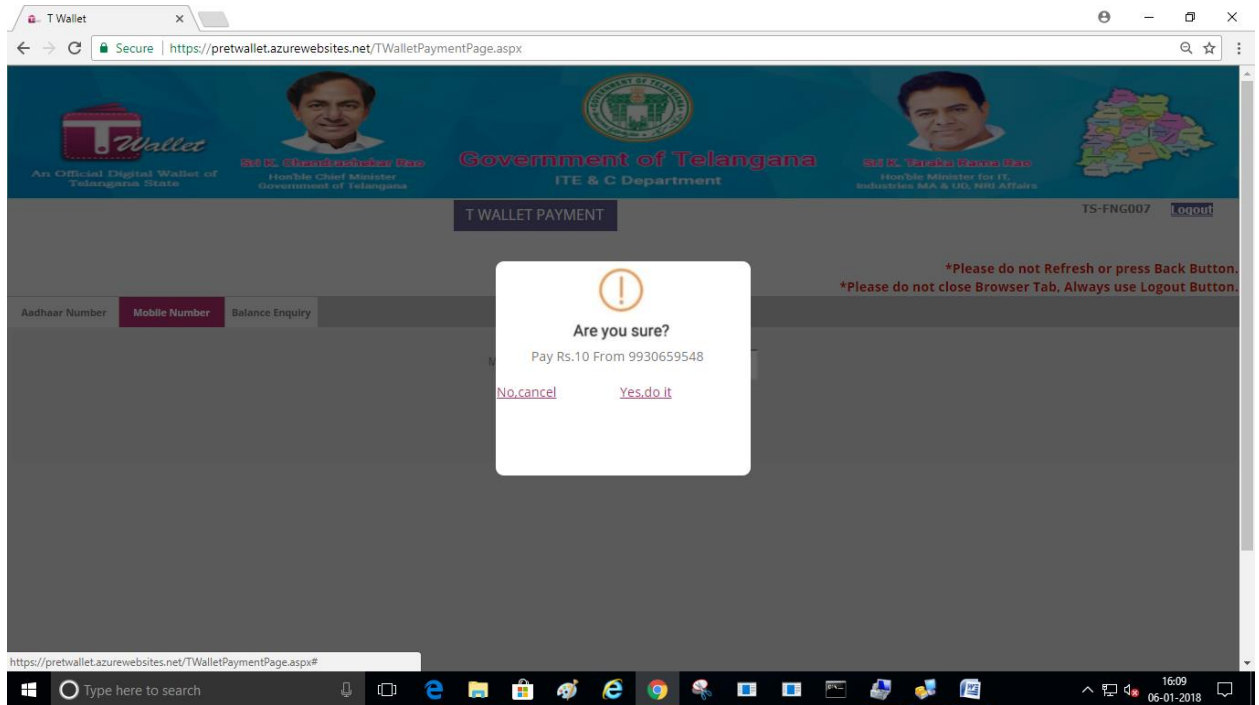 T Wallet
Secure | https://pretwallet.azurewebsites.net/TWalletPaymentPage.aspx
T Wallet
An Official Digital Wallet of
Telangana State
Sri K. Chandrashekar Rao
Hon'ble Chief Minister
Government of Telangana
GOVERNMENT OF TELANGANA
Government of Telangana
ITE & C Department
Sri K. Taraka Rama Rao
Hon'ble Minister for IT,
Industries MA & UD, NRI Affairs
T WALLET PAYMENT
TS-FNG007 Logout
*Please do not Refresh or press Back Button.
*Please do not close Browser Tab, Always use Logout Button.
Aadhaar Number Mobile Number Balance Enquiry
Are you sure?
Pay Rs.10 From 9930659548
No,cancel Yes,do it
https://pretwallet.azurewebsites.net/TWalletPaymentPage.aspx#
Type here to search
16:09
06-01-2018